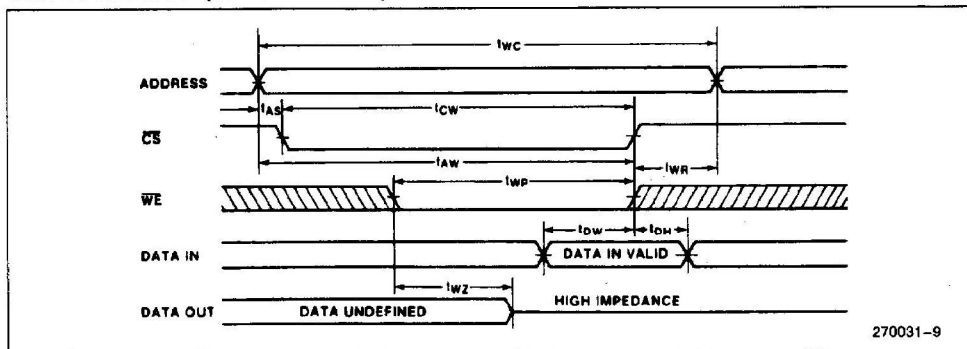 tWC
ADDRESS
tAS
tCW
CS
tAW
tWR
tWP
WE
tDW
tDH
DATA IN
DATA IN VALID
tWZ
HIGH IMPEDANCE
DATA OUT
DATA UNDEFINED
270031-9